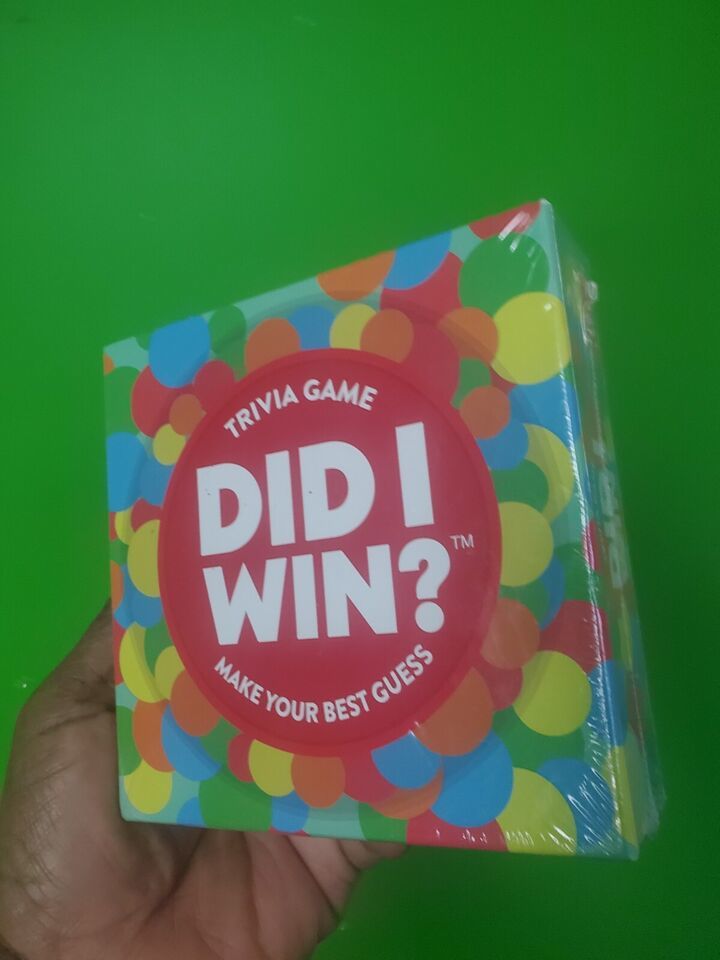 TRIVIA GAME
DID I
WIN?™
MAKE YOUR BEST GUESS